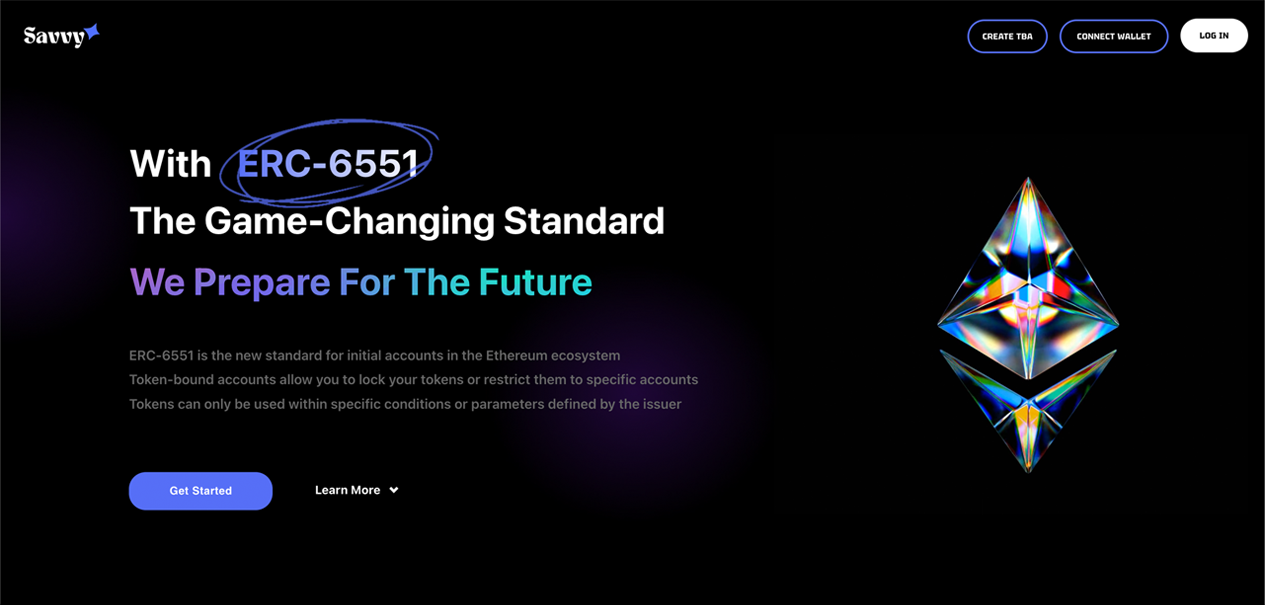 Savvy
CREATE TBA
CONNECT WALLET
LOG IN
With ERC-6551
The Game-Changing Standard
We Prepare For The Future
ERC-6551 is the new standard for initial accounts in the Ethereum ecosystem
Token-bound accounts allow you to lock your tokens or restrict them to specific accounts
Tokens can only be used within specific conditions or parameters defined by the issuer
Get Started
Learn More